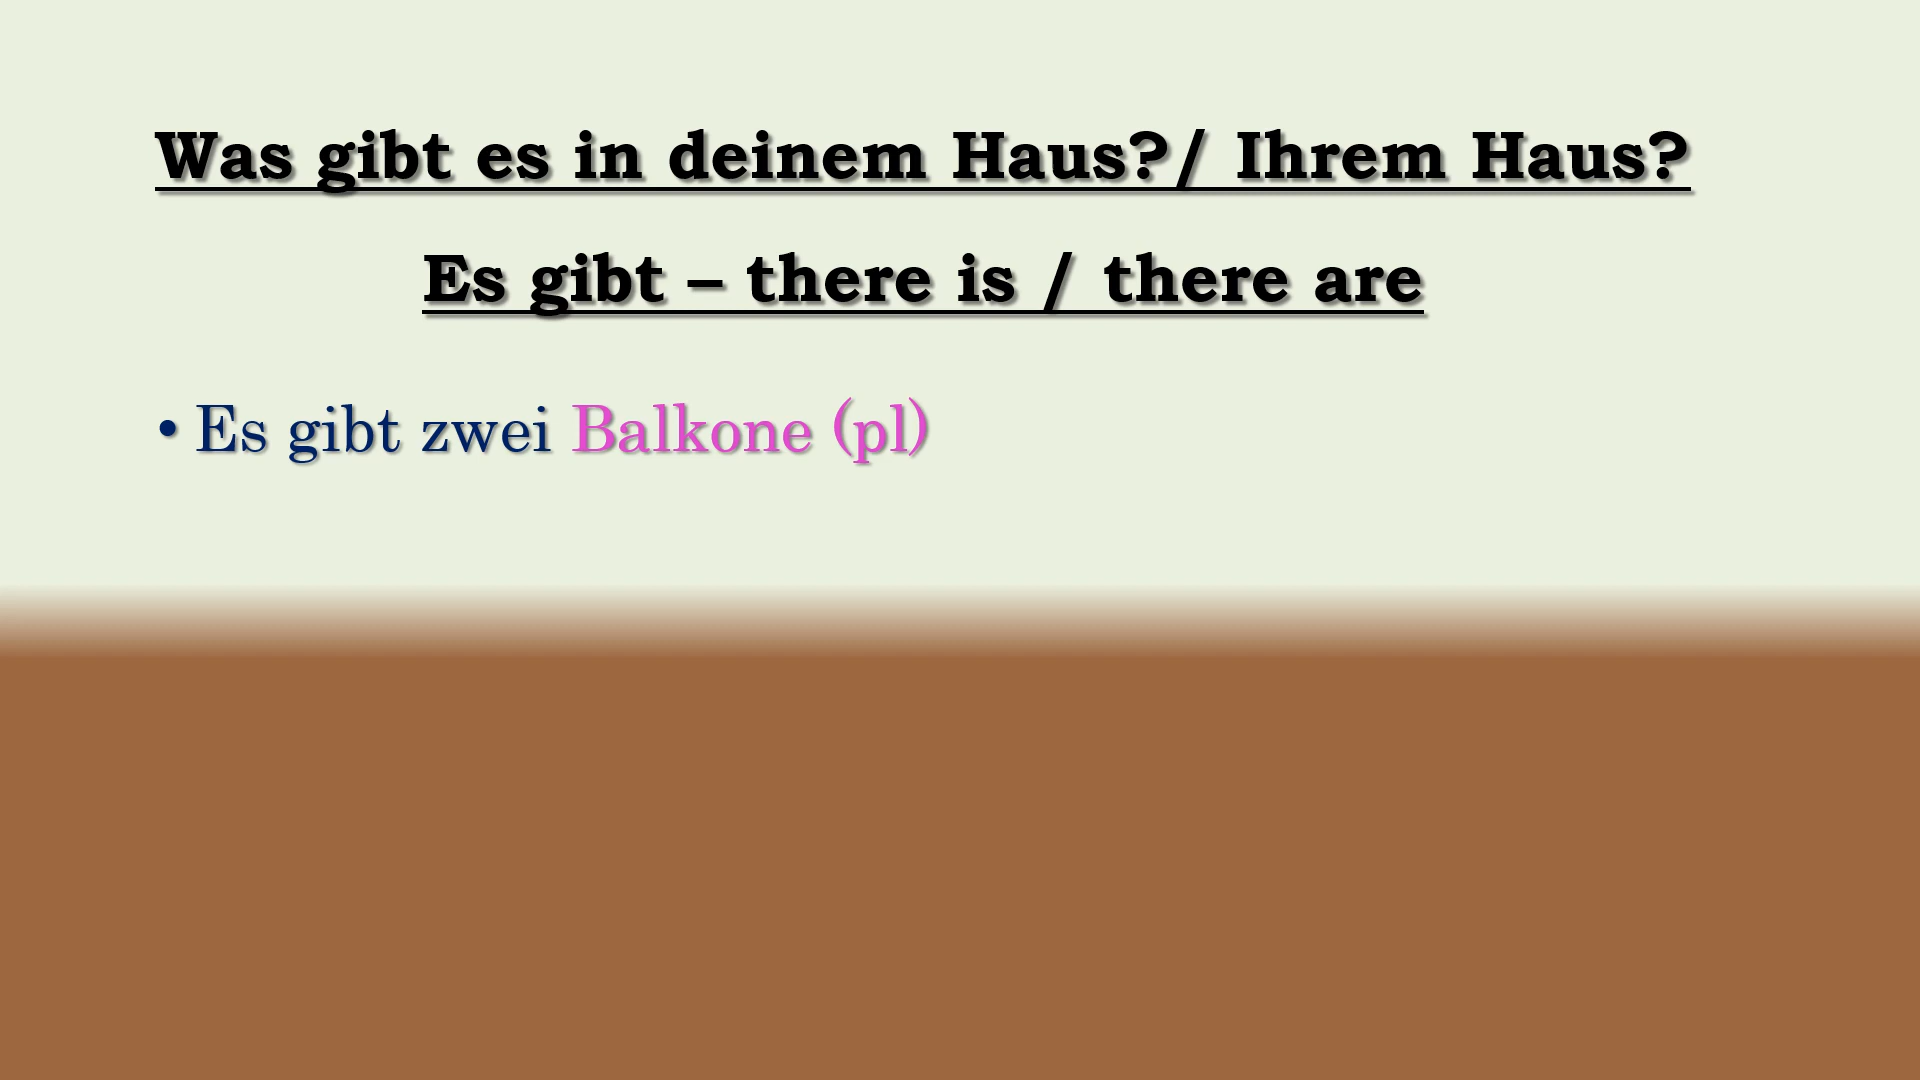 Was gibt es in deinem Haus?/ Ihrem Haus?
Es gibt – there is / there are
• Es gibt zwei Balkone (pl)